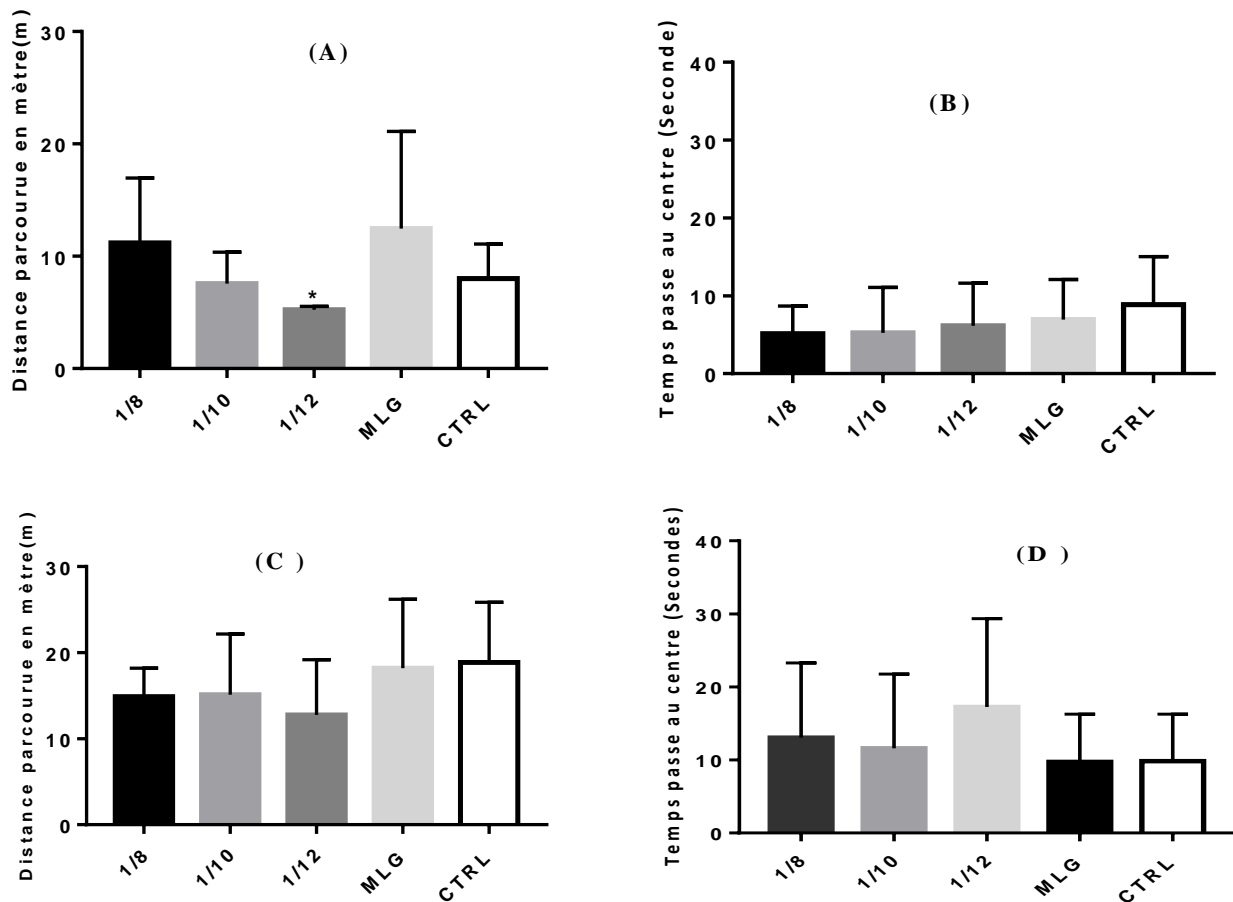 Distance parcourue en mètre(m)
30
20
10
0
(A)
*
1/8
1/10
1/12
MLG
CTRL
Temps passe au centre (Seconde)
40
30
20
10
0
(B)
1/8
1/10
1/12
MLG
CTRL
Distance parcourue en mètre(m)
30
20
10
0
(C )
1/8
1/10
1/12
MLG
CTRL
Temps passe au centre (Secondes)
40
30
20
10
0
(D )
1/8
1/10
1/12
MLG
CTRL